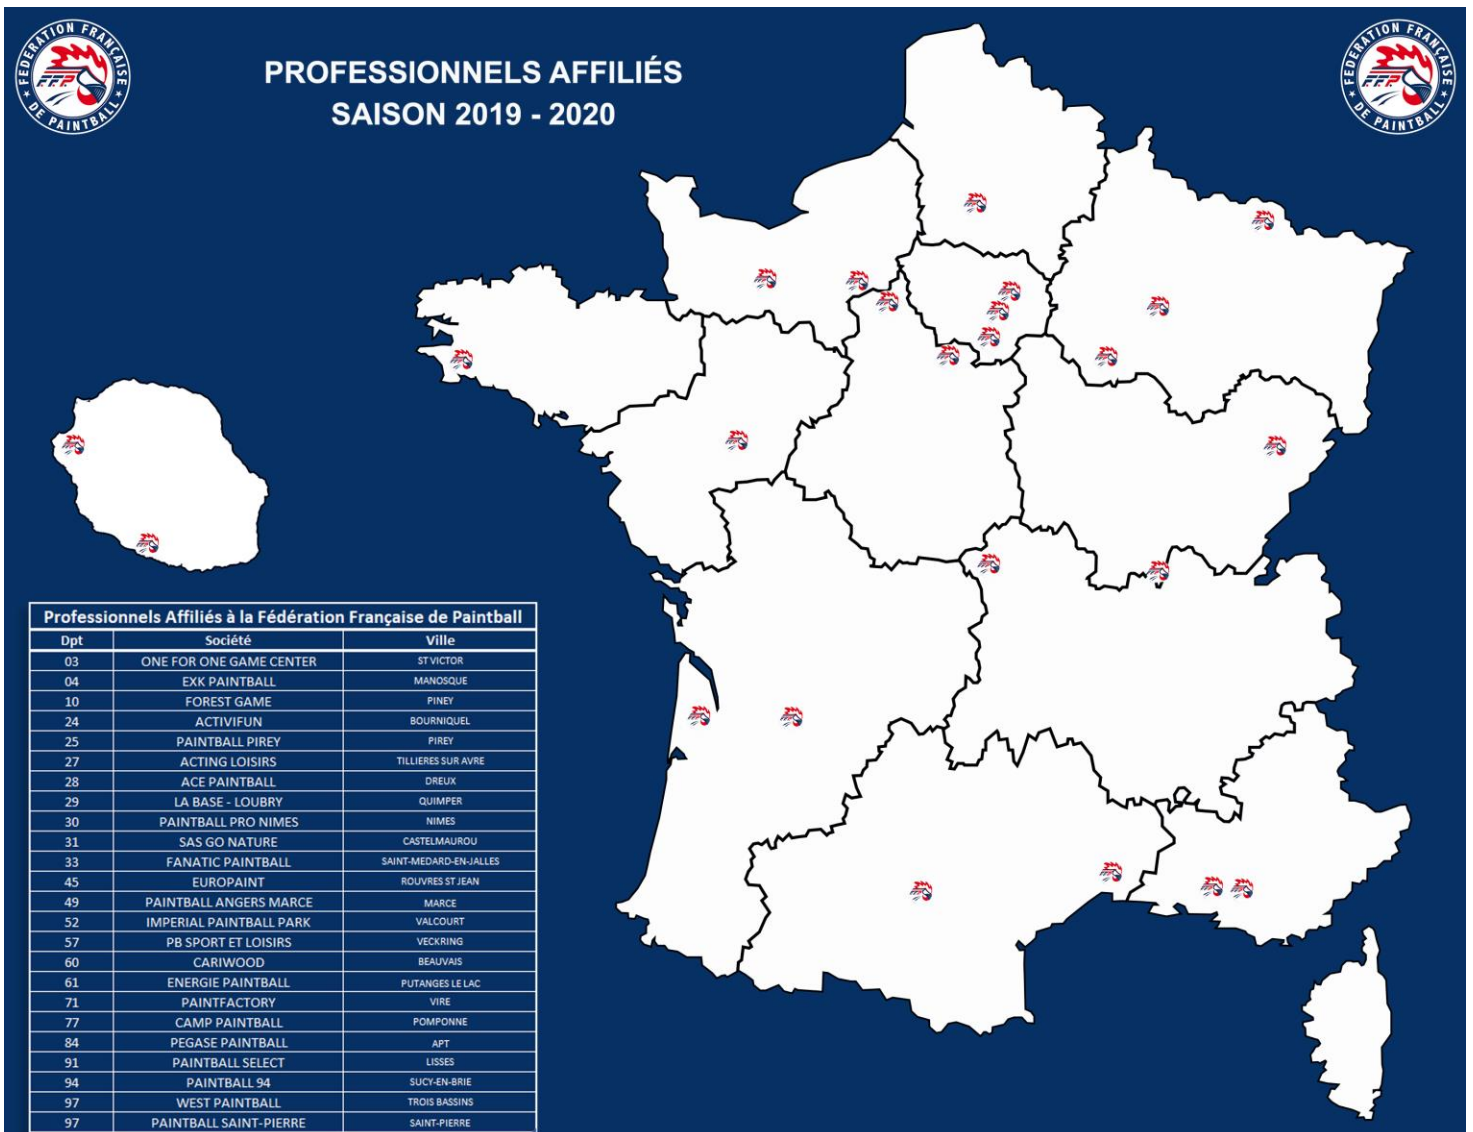 FEDERATION FRANÇAISE
F.F.P.
★ DE PAINTBALL ★
PROFESSIONNELS AFFILIÉS
SAISON 2019 - 2020
FEDERATION FRANÇAISE
F.F.P.
★ DE PAINTBALL ★
Professionnels Affiliés à la Fédération Française de Paintball
Dpt Société Ville
03 ONE FOR ONE GAME CENTER ST VICTOR
04 EXK PAINTBALL MANOSQUE
10 FOREST GAME PINEY
24 ACTIVIFUN BOURNIQUEL
25 PAINTBALL PIREY PIREY
27 ACTING LOISIRS TILLIERES SUR AVRE
28 ACE PAINTBALL DREUX
29 LA BASE - LOUBRY QUIMPER
30 PAINTBALL PRO NIMES NIMES
31 SAS GO NATURE CASTELMAUROU
33 FANATIC PAINTBALL SAINT-MEDARD-EN-JALLES
45 EUROPAINT ROUVRES ST JEAN
49 PAINTBALL ANGERS MARCE MARCE
52 IMPERIAL PAINTBALL PARK VALCOURT
57 PB SPORT ET LOISIRS VECKRING
60 CARIWOOD BEAUVAIS
61 ENERGIE PAINTBALL PUTANGES LE LAC
71 PAINTFACTORY VIRE
77 CAMP PAINTBALL POMPONNE
84 PEGASE PAINTBALL APT
91 PAINTBALL SELECT LISSES
94 PAINTBALL 94 SUCY-EN-BRIE
97 WEST PAINTBALL TROIS BASSINS
97 PAINTBALL SAINT-PIERRE SAINT-PIERRE